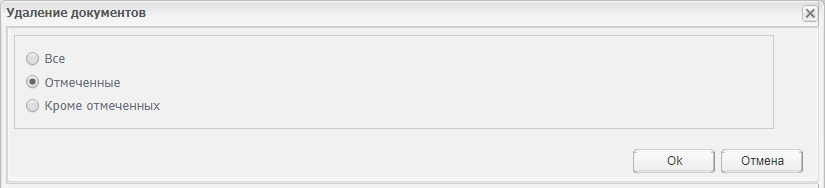 Удаление документов
Все
Отмеченные
Кроме отмеченных
Ok Отмена